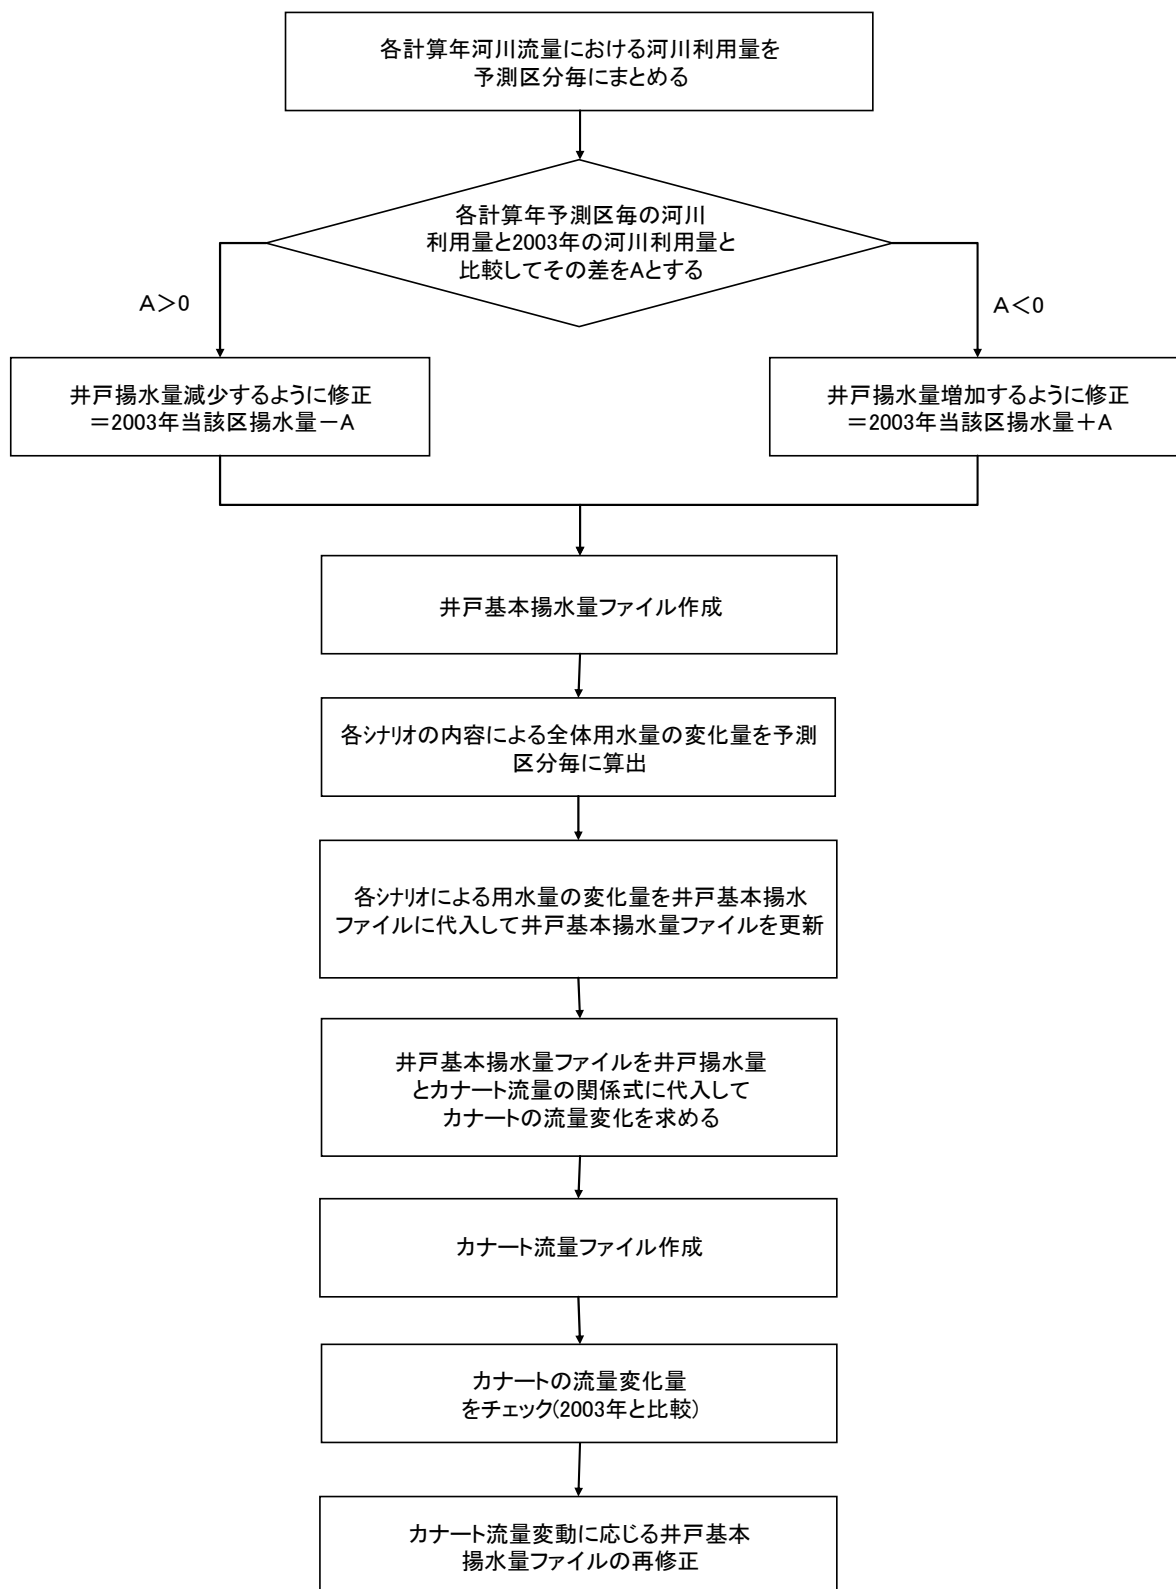 各計算年河川流量における河川利用量を
予測区分毎にまとめる
各計算年予測区毎の河川
利用量と2003年の河川利用量と
比較してその差をAとする
A＞0
A＜0
井戸揚水量減少するように修正
＝2003年当該区揚水量－A
井戸揚水量増加するように修正
＝2003年当該区揚水量＋A
井戸基本揚水量ファイル作成
各シナリオの内容による全体用水量の変化量を予測
区分毎に算出
各シナリオによる用水量の変化量を井戸基本揚水
ファイルに代入して井戸基本揚水量ファイルを更新
井戸基本揚水量ファイルを井戸揚水量
とカナート流量の関係式に代入して
カナートの流量変化を求める
カナート流量ファイル作成
カナートの流量変化量
をチェック(2003年と比較)
カナート流量変動に応じる井戸基本
揚水量ファイルの再修正